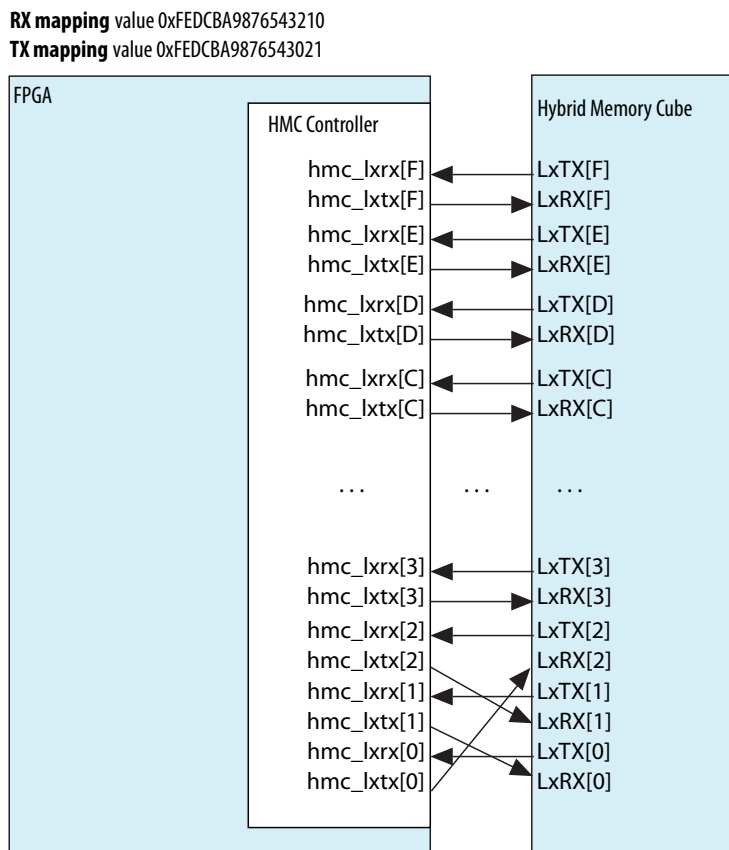 RX mapping value 0xFEDCBA9876543210
TX mapping value 0xFEDCBA9876543021
FPGA
HMC Controller
Hybrid Memory Cube
hmc_lxrx[F] LxTX[F]
hmc_lxtx[F] LxRX[F]
hmc_lxrx[E] LxTX[E]
hmc_lxtx[E] LxRX[E]
hmc_lxrx[D] LxTX[D]
hmc_lxtx[D] LxRX[D]
hmc_lxrx[C] LxTX[C]
hmc_lxtx[C] LxRX[C]
. . . . . . . . .
hmc_lxrx[3] LxTX[3]
hmc_lxtx[3] LxRX[3]
hmc_lxrx[2] LxTX[2]
hmc_lxtx[2] LxRX[2]
hmc_lxrx[1] LxTX[1]
hmc_lxtx[1] LxRX[1]
hmc_lxrx[0] LxTX[0]
hmc_lxtx[0] LxRX[0]